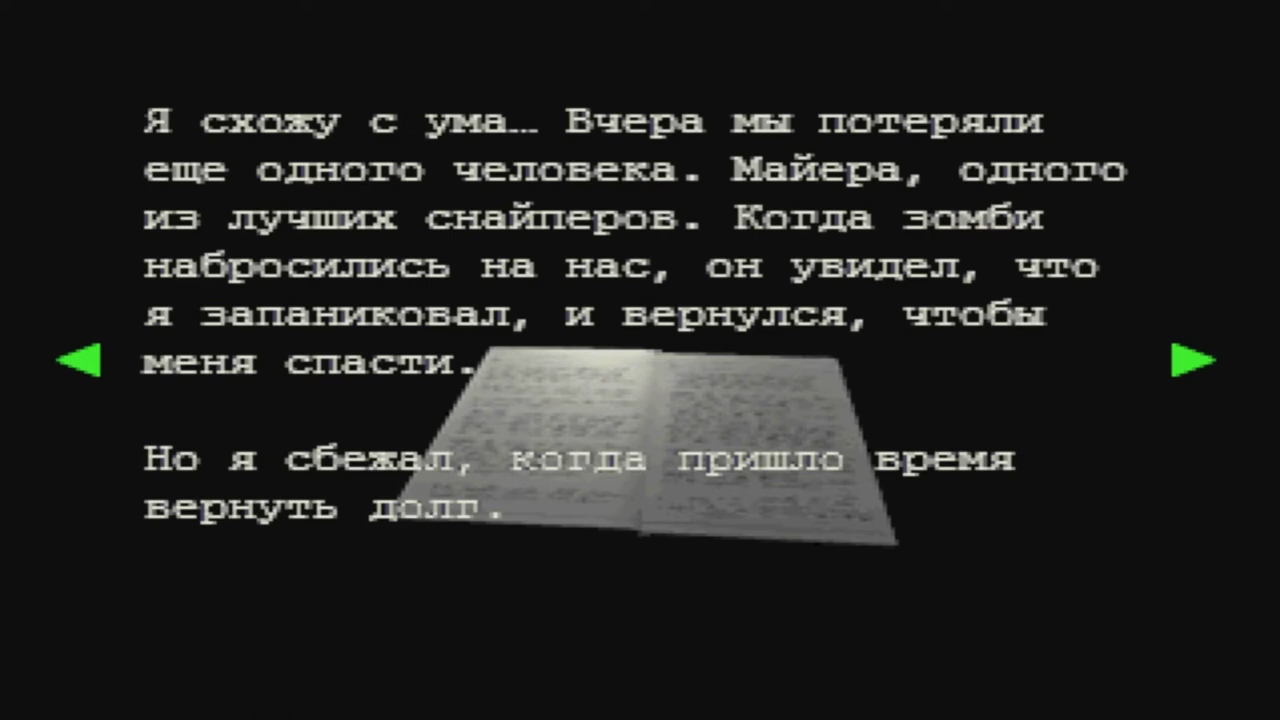 Я схожу с ума… Вчера мы потеряли
еще одного человека. Майера, одного
из лучших снайперов. Когда зомби
набросились на нас, он увидел, что
я запаниковал, и вернулся, чтобы
меня спасти.
Но я сбежал, когда пришло время
вернуть долг.